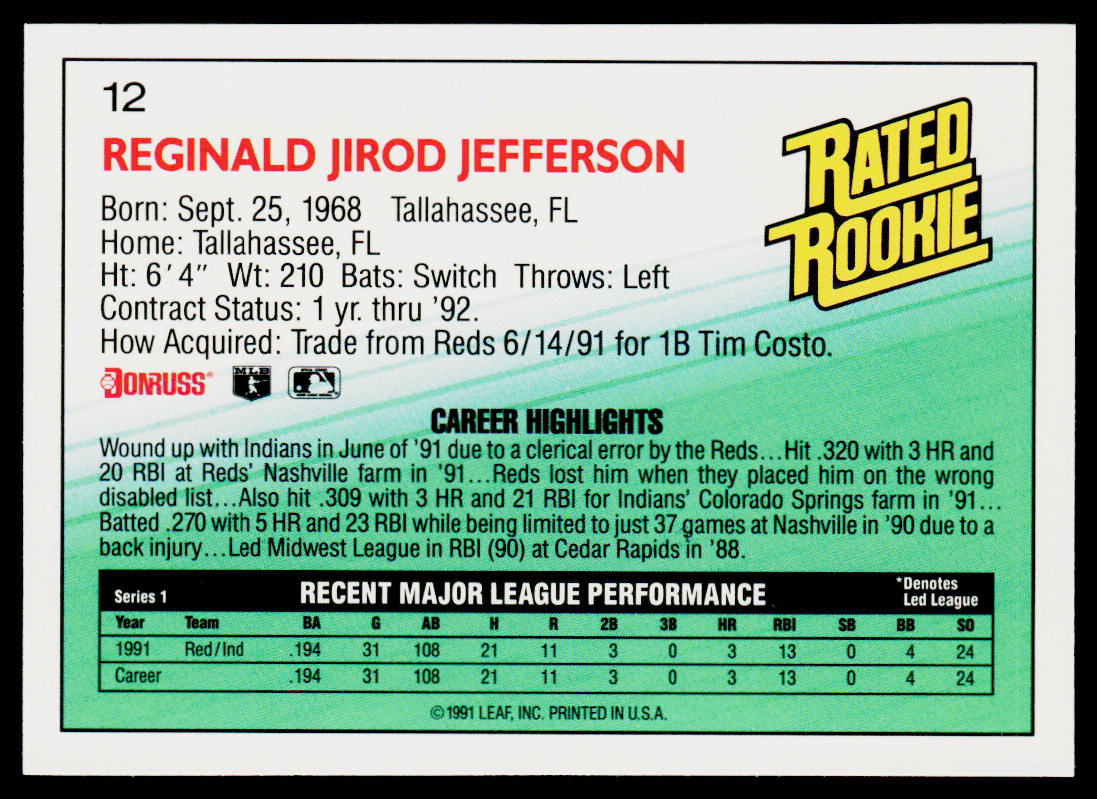 12
REGINALD JIROD JEFFERSON
RATED
ROOKIE
Born: Sept. 25, 1968 Tallahassee, FL
Home: Tallahassee, FL
Ht: 6' 4" Wt: 210 Bats: Switch Throws: Left
Contract Status: 1 yr. thru '92.
How Acquired: Trade from Reds 6/14/91 for 1B Tim Costo.
DONRUSS MLB
CAREER HIGHLIGHTS
Wound up with Indians in June of '91 due to a clerical error by the Reds...Hit .320 with 3 HR and
20 RBI at Reds' Nashville farm in '91...Reds lost him when they placed him on the wrong
disabled list...Also hit .309 with 3 HR and 21 RBI for Indians' Colorado Springs farm in '91...
Batted .270 with 5 HR and 23 RBI while being limited to just 37 games at Nashville in '90 due to a
back injury...Led Midwest League in RBI (90) at Cedar Rapids in '88.
Series 1 RECENT MAJOR LEAGUE PERFORMANCE *Denotes
Led League
Year Team BA G AB H R 2B 3B HR RBI SB BB SO
1991 Red/Ind .194 31 108 21 11 3 0 3 13 0 4 24
Career .194 31 108 21 11 3 0 3 13 0 4 24
©1991 LEAF, INC. PRINTED IN U.S.A.